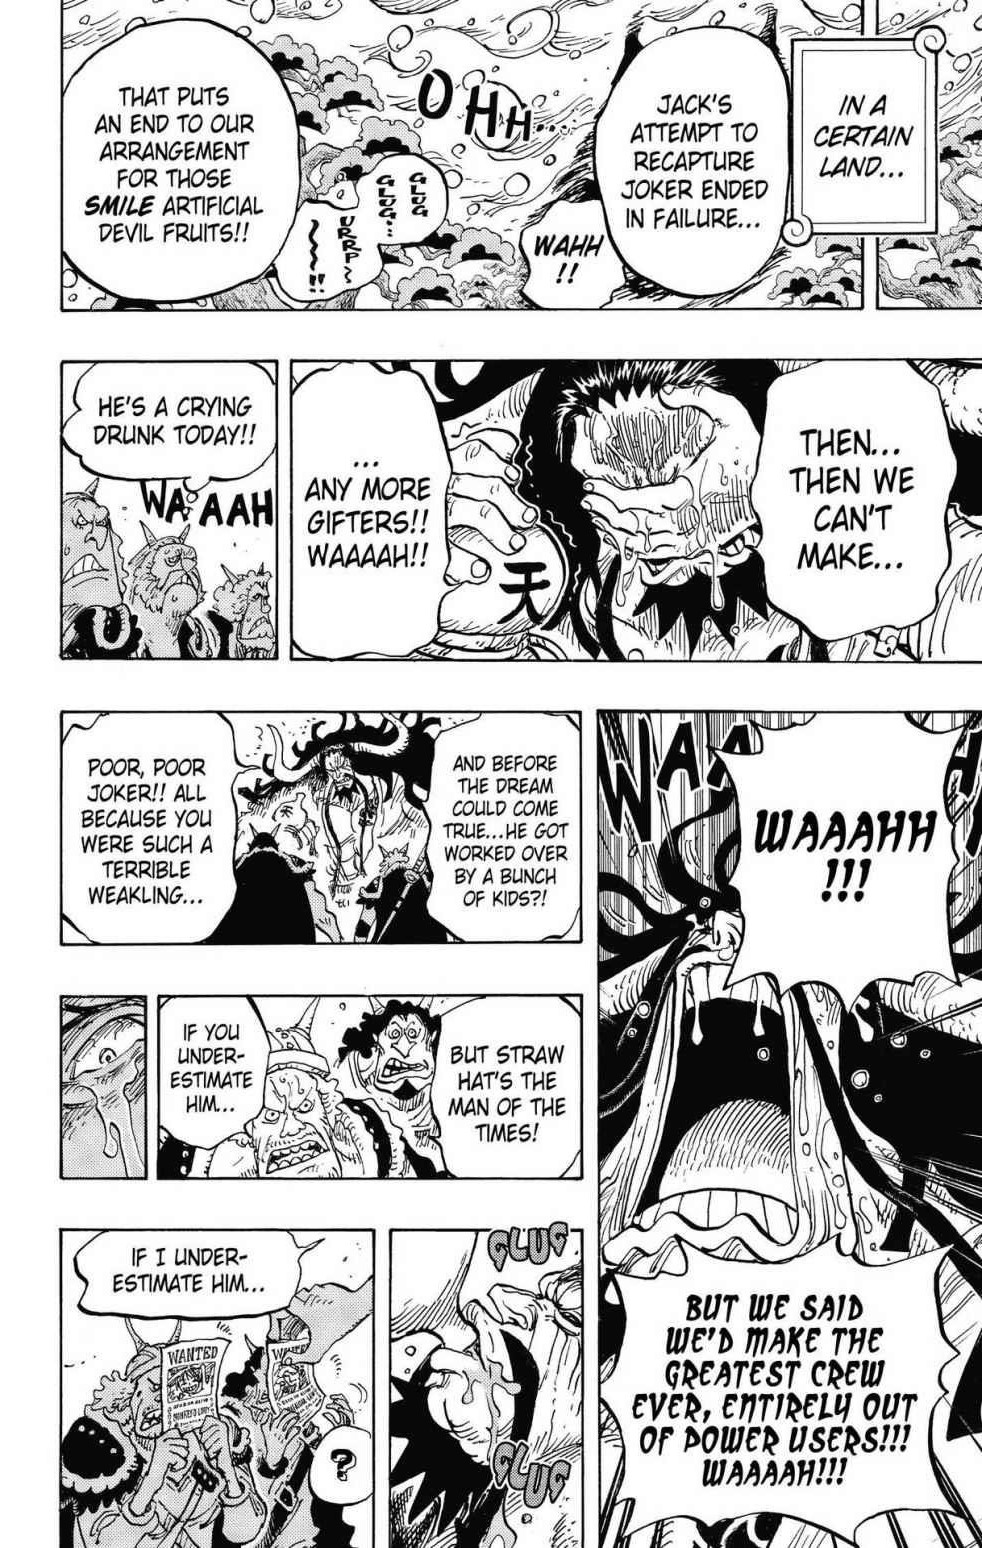 IN A
CERTAIN
LAND...
JACK'S
ATTEMPT TO
RECAPTURE
JOKER ENDED
IN FAILURE...
WAHH
!!
OHH...
GLUG
GLUG...
URRP~
~~!!
THAT PUTS
AN END TO OUR
ARRANGEMENT
FOR THOSE
SMILE ARTIFICIAL
DEVIL FRUITS!!
THEN...
THEN WE
CAN'T
MAKE...
天
...
ANY MORE
GIFTERS!!
WAAAAH!!
HE'S A CRYING
DRUNK TODAY!!
WAAAAH
WAAAHH
!!!
BUT WE SAID
WE'D MAKE THE
GREATEST CREW
EVER, ENTIRELY OUT
OF POWER USERS!!!
WAAAAH!!!
AND BEFORE
THE DREAM
COULD COME
TRUE...HE GOT
WORKED OVER
BY A BUNCH
OF KIDS?!
POOR, POOR
JOKER!! ALL
BECAUSE YOU
WERE SUCH A
TERRIBLE
WEAKLING...
BUT STRAW
HAT'S THE
MAN OF THE
TIMES!
IF YOU
UNDER-
ESTIMATE
HIM...
GLUG
GLUG
IF I UNDER-
ESTIMATE HIM...
WANTED
WANTED
?